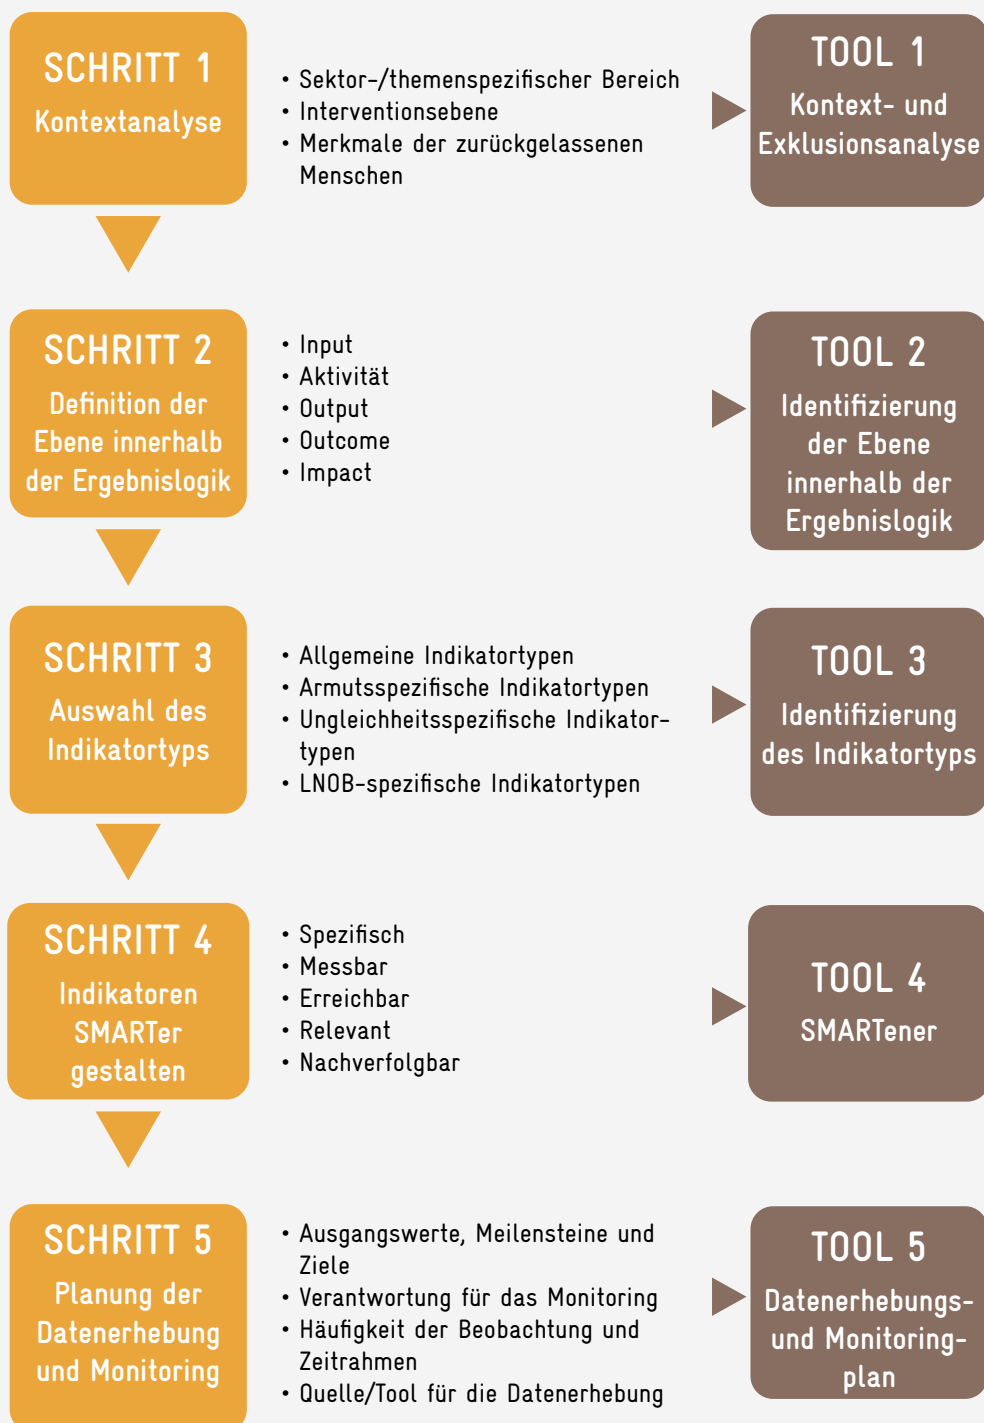 SCHRITT 1
Kontextanalyse
• Sektor-/themenspezifischer Bereich
• Interventionsebene
• Merkmale der zurückgelassenen
Menschen
TOOL 1
Kontext- und
Exklusionsanalyse
SCHRITT 2
Definition der
Ebene innerhalb
der Ergebnislogik
• Input
• Aktivität
• Output
• Outcome
• Impact
TOOL 2
Identifizierung
der Ebene
innerhalb der
Ergebnislogik
SCHRITT 3
Auswahl des
Indikatortyps
• Allgemeine Indikatortypen
• Armutsspezifische Indikatortypen
• Ungleichheitsspezifische Indikator-
typen
• LNOB-spezifische Indikatortypen
TOOL 3
Identifizierung
des Indikatortyps
SCHRITT 4
Indikatoren
SMARTer
gestalten
• Spezifisch
• Messbar
• Erreichbar
• Relevant
• Nachverfolgbar
TOOL 4
SMARTener
SCHRITT 5
Planung der
Datenerhebung
und Monitoring
• Ausgangswerte, Meilensteine und
Ziele
• Verantwortung für das Monitoring
• Häufigkeit der Beobachtung und
Zeitrahmen
• Quelle/Tool für die Datenerhebung
TOOL 5
Datenerhebungs-
und Monitoring-
plan